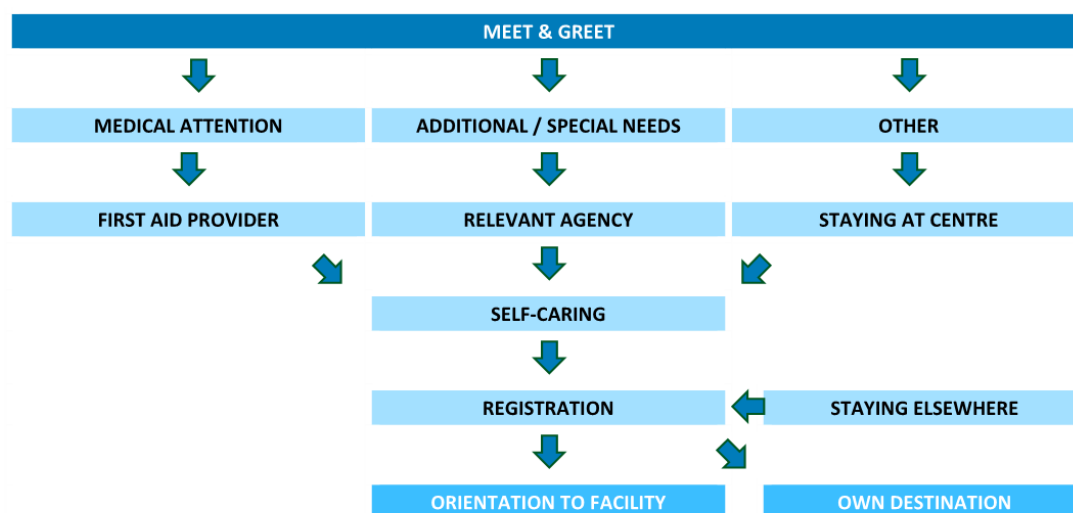 MEET & GREET
MEDICAL ATTENTION
ADDITIONAL / SPECIAL NEEDS
OTHER
FIRST AID PROVIDER
RELEVANT AGENCY
STAYING AT CENTRE
SELF-CARING
REGISTRATION
STAYING ELSEWHERE
ORIENTATION TO FACILITY
OWN DESTINATION